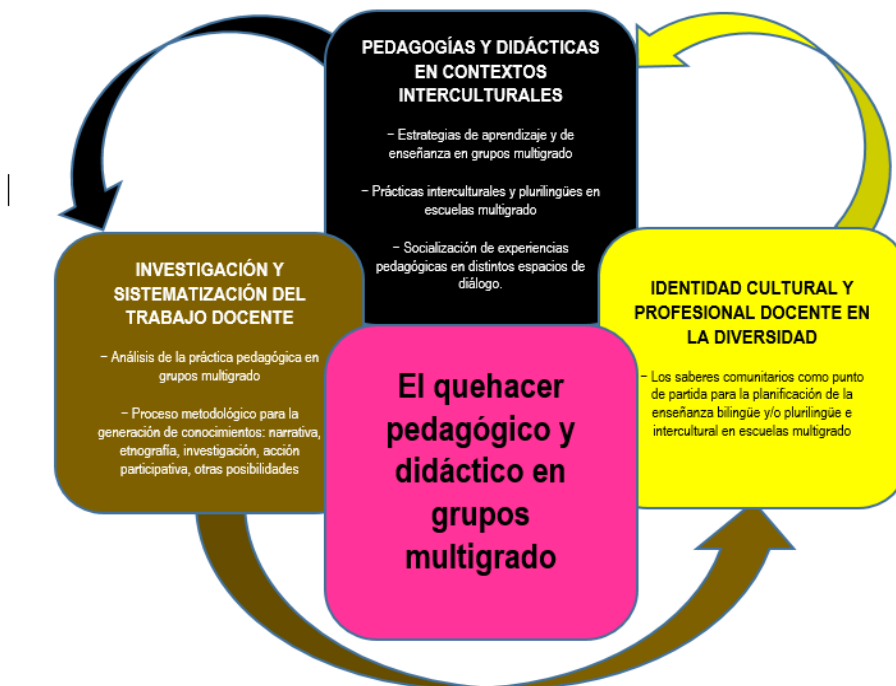 PEDAGOGÍAS Y DIDÁCTICAS
EN CONTEXTOS
INTERCULTURALES
− Estrategias de aprendizaje y de
enseñanza en grupos multigrado
− Prácticas interculturales y plurilingües en
escuelas multigrado
− Socialización de experiencias
pedagógicas en distintos espacios de
diálogo.
INVESTIGACIÓN Y
SISTEMATIZACIÓN DEL
TRABAJO DOCENTE
− Análisis de la práctica pedagógica en
grupos multigrado
− Proceso metodológico para la
generación de conocimientos: narrativa,
etnografía, investigación, acción
participativa, otras posibilidades
IDENTIDAD CULTURAL Y
PROFESIONAL DOCENTE EN
LA DIVERSIDAD
− Los saberes comunitarios como punto
de partida para la planificación de la
enseñanza bilingüe y/o plurilingüe e
intercultural en escuelas multigrado
El quehacer
pedagógico y
didáctico en
grupos
multigrado